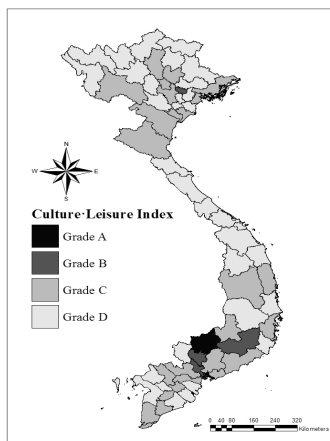 N
W E
S
Culture·Leisure Index
Grade A
Grade B
Grade C
Grade D
0 40 80 160 240 320
Kilometers